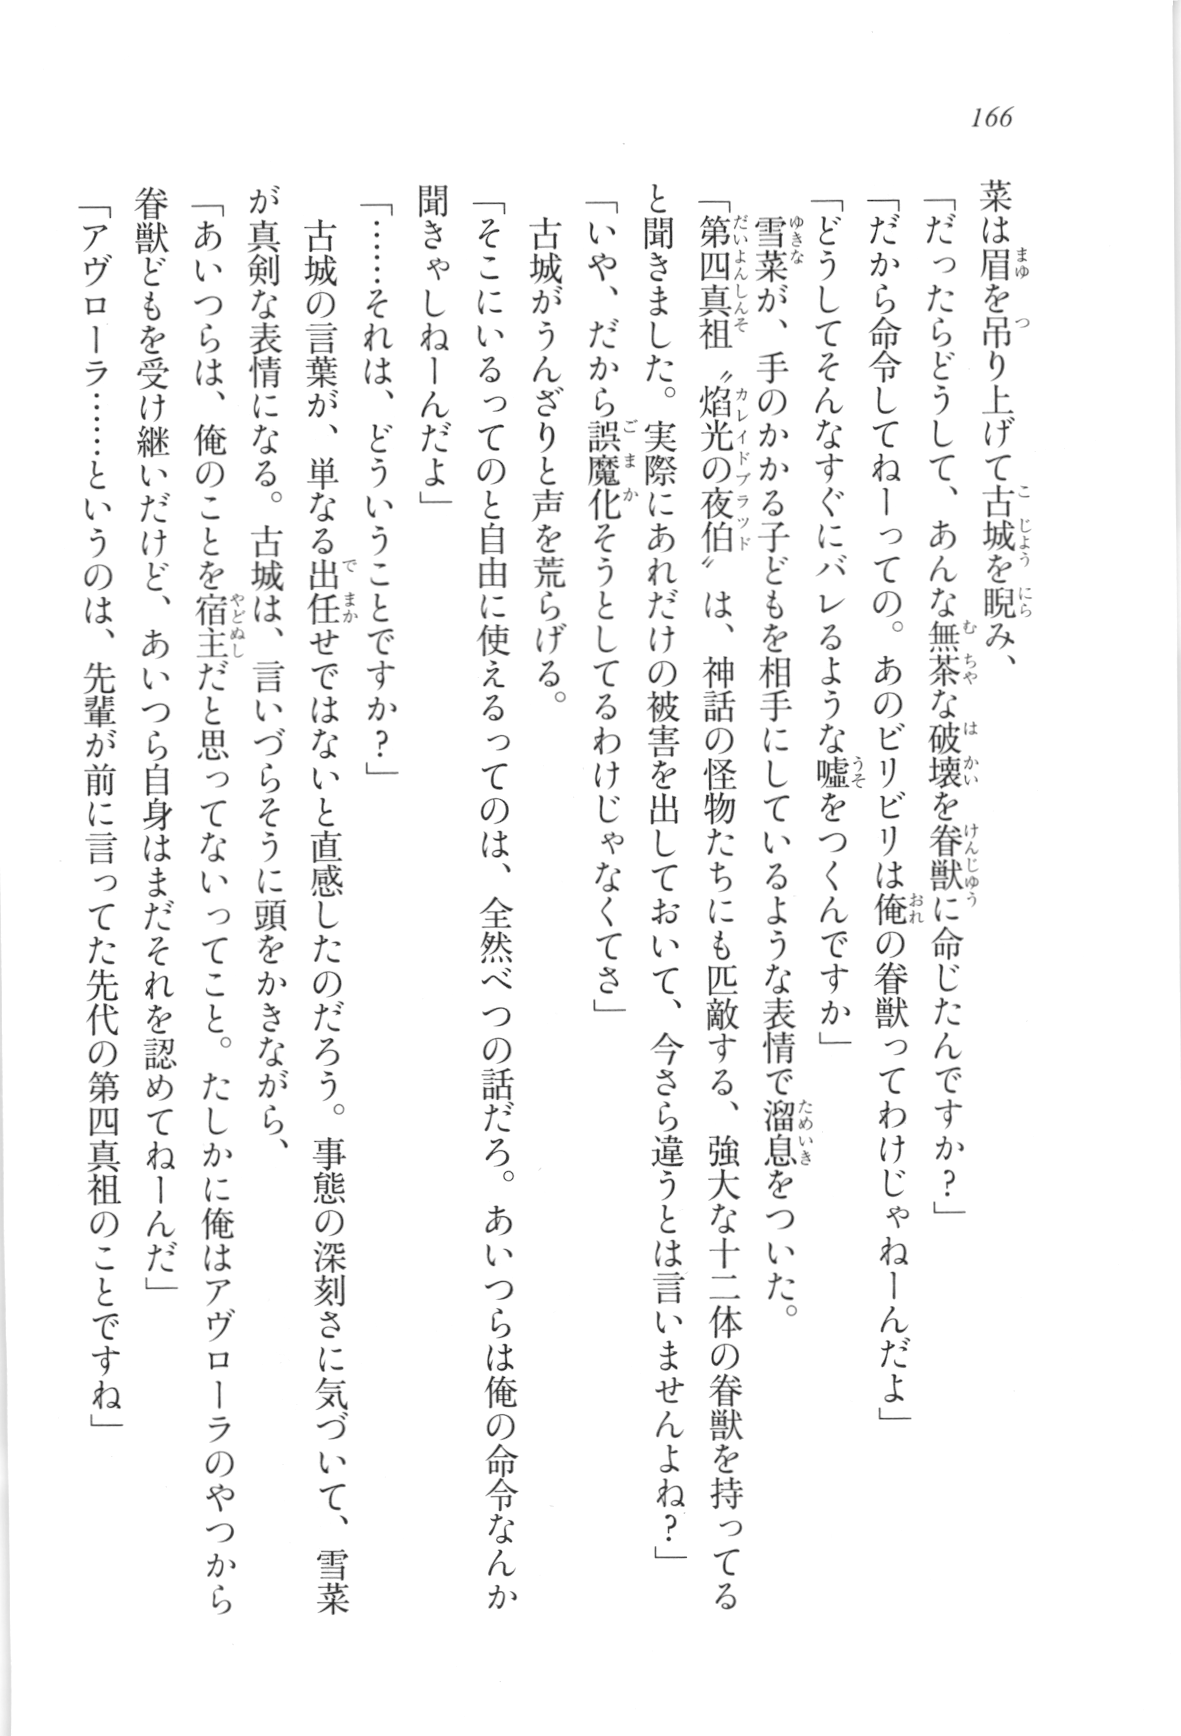 166
菜は眉を吊り上げて古城を睨み、
「だったらどうして、あんな無茶な破壊を眷獣に命じたんですか?」
「だから命令してねーっての。あのビリビリは俺の眷獣ってわけじゃねーんだよ」
「どうしてそんなすぐにバレるような嘘をつくんですか」
雪菜が、手のかかる子どもを相手にしているような表情で溜息をついた。
「第四真祖〝焔光の夜伯〟は、神話の怪物たちにも匹敵する、強大な十二体の眷獣を持ってる
と聞きました。実際にあれだけの被害を出しておいて、今さら違うとは言いませんよね?」
「いや、だから誤魔化そうとしてるわけじゃなくてさ」
古城がうんざりと声を荒らげる。
「そこにいるってのと自由に使えるってのは、全然べつの話だろ。あいつらは俺の命令なんか
聞きゃしねーんだよ」
「……それは、どういうことですか?」
古城の言葉が、単なる出任せではないと直感したのだろう。事態の深刻さに気づいて、雪菜
が真剣な表情になる。古城は、言いづらそうに頭をかきながら、
「あいつらは、俺のことを宿主だと思ってないってこと。たしかに俺はアヴローラのやつから
眷獣どもを受け継いだけど、あいつら自身はまだそれを認めてねーんだ」
「アヴローラ……というのは、先輩が前に言ってた先代の第四真祖のことですね」